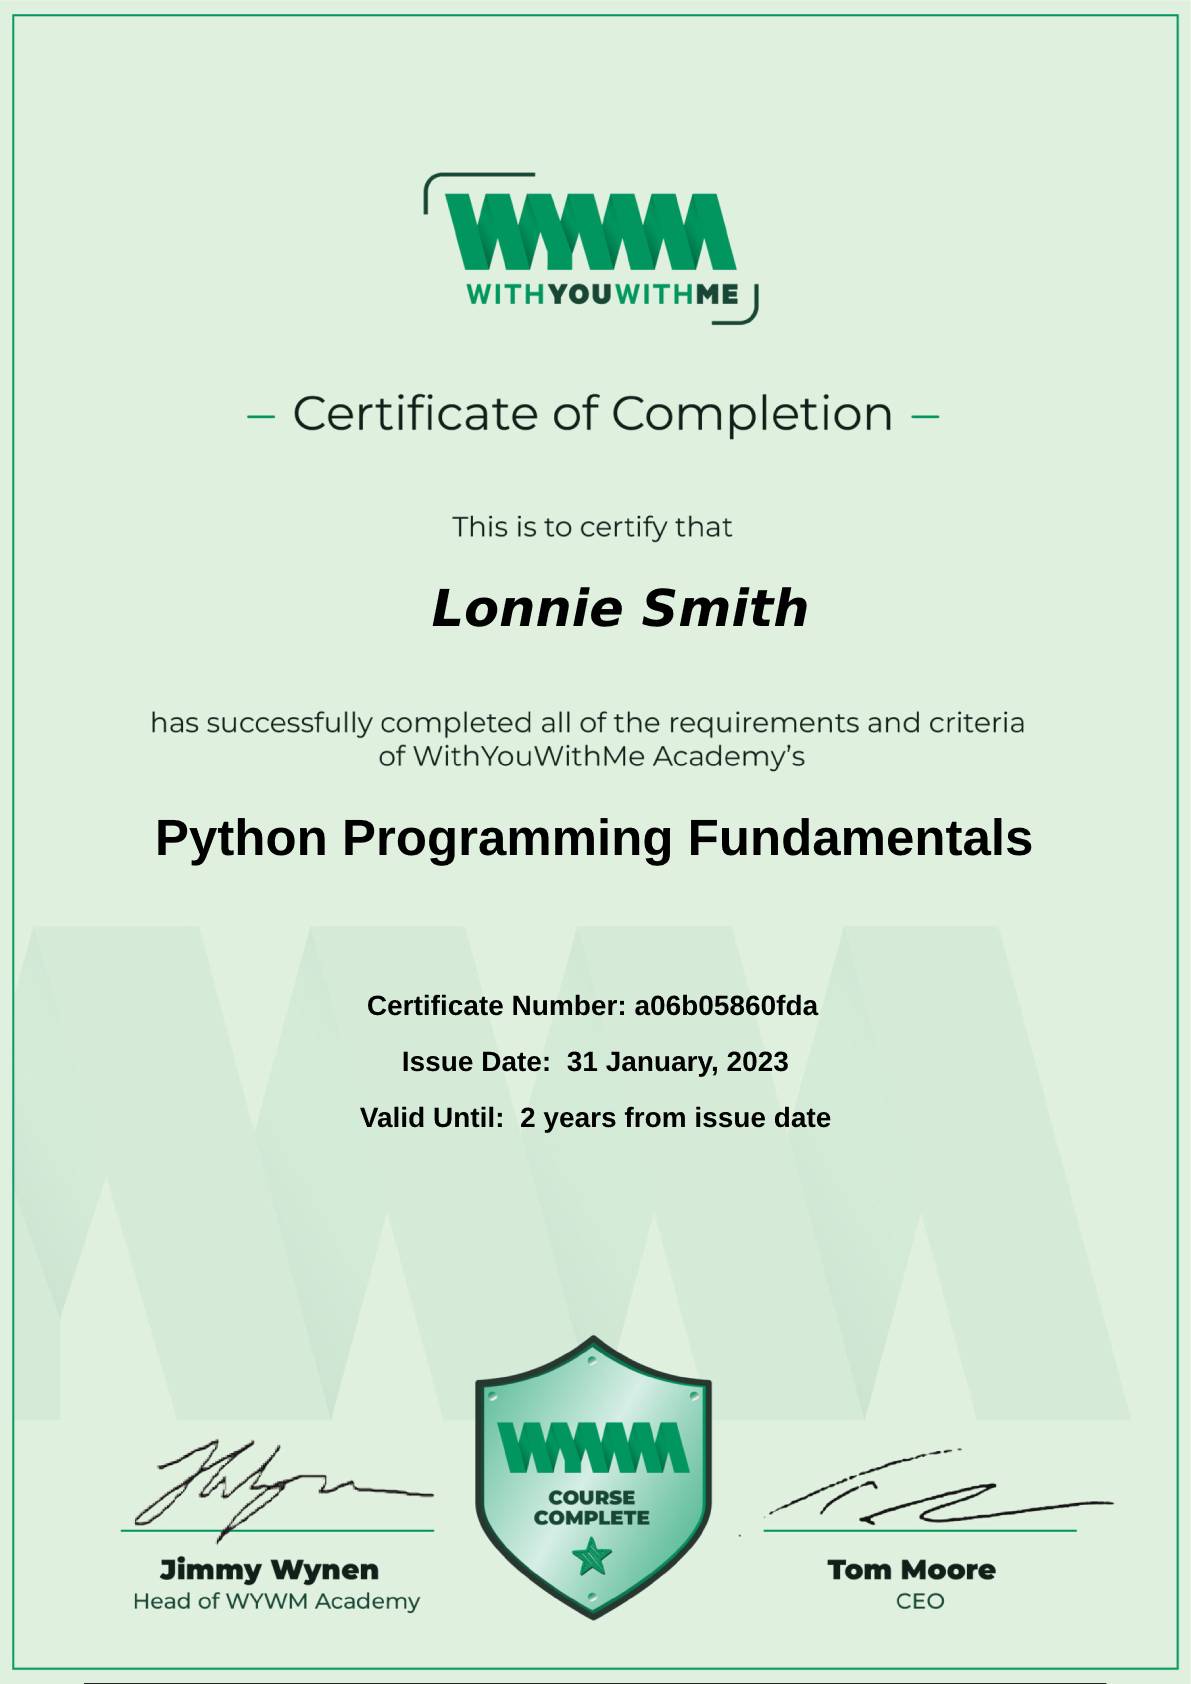 WYWM
WITHYOUWITHME
– Certificate of Completion –
This is to certify that
Lonnie Smith
has successfully completed all of the requirements and criteria
of WithYouWithMe Academy’s
Python Programming Fundamentals
Certificate Number: a06b05860fda
Issue Date:  31 January, 2023
Valid Until:  2 years from issue date
WYWM
COURSE
COMPLETE
Jimmy Wynen
Head of WYWM Academy
Tom Moore
CEO